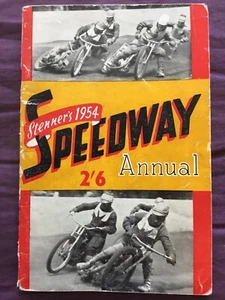 Stenner's 1954
SPEEDWAY
Annual
2'6